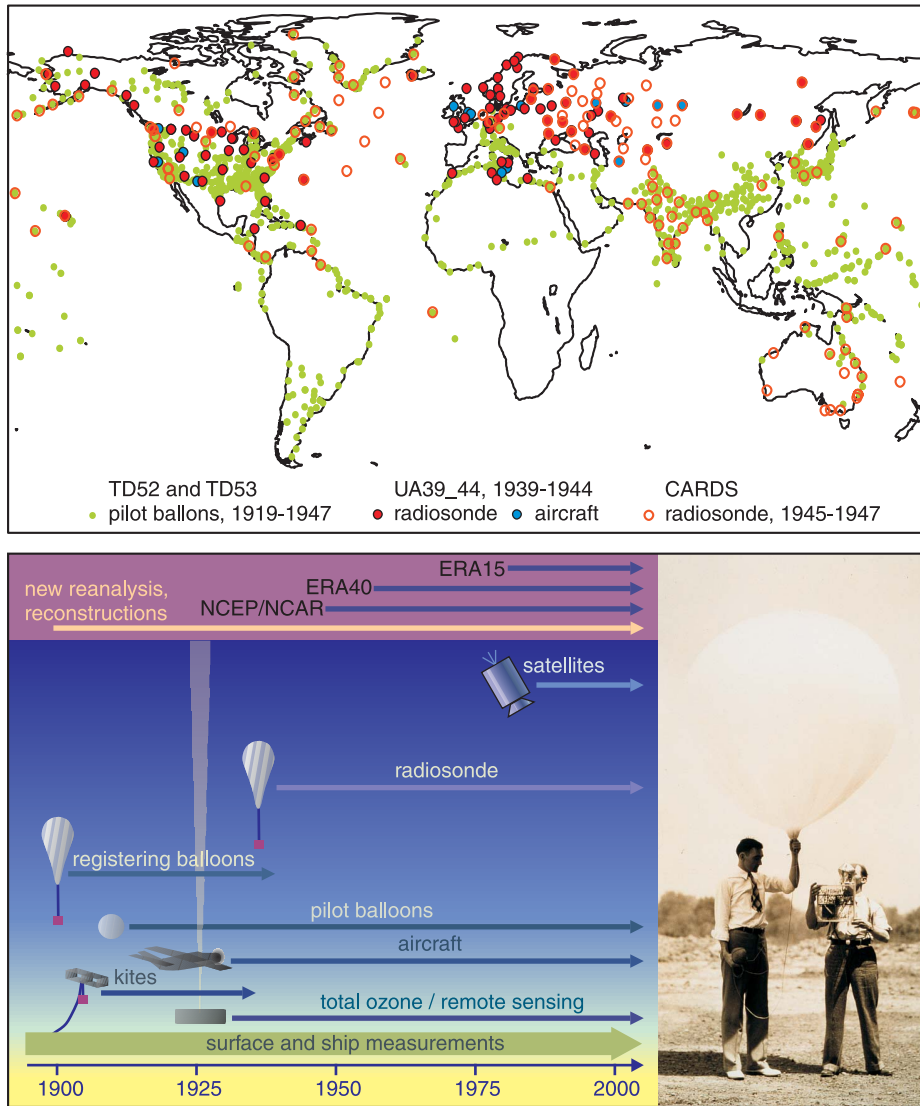 TD52 and TD53
pilot ballons, 1919-1947
UA39_44, 1939-1944
radiosonde aircraft
CARDS
radiosonde, 1945-1947
ERA15
new reanalysis,
reconstructions
ERA40
NCEP/NCAR
satellites
radiosonde
registering balloons
pilot balloons
aircraft
kites
total ozone / remote sensing
surface and ship measurements
1900 1925 1950 1975 2000